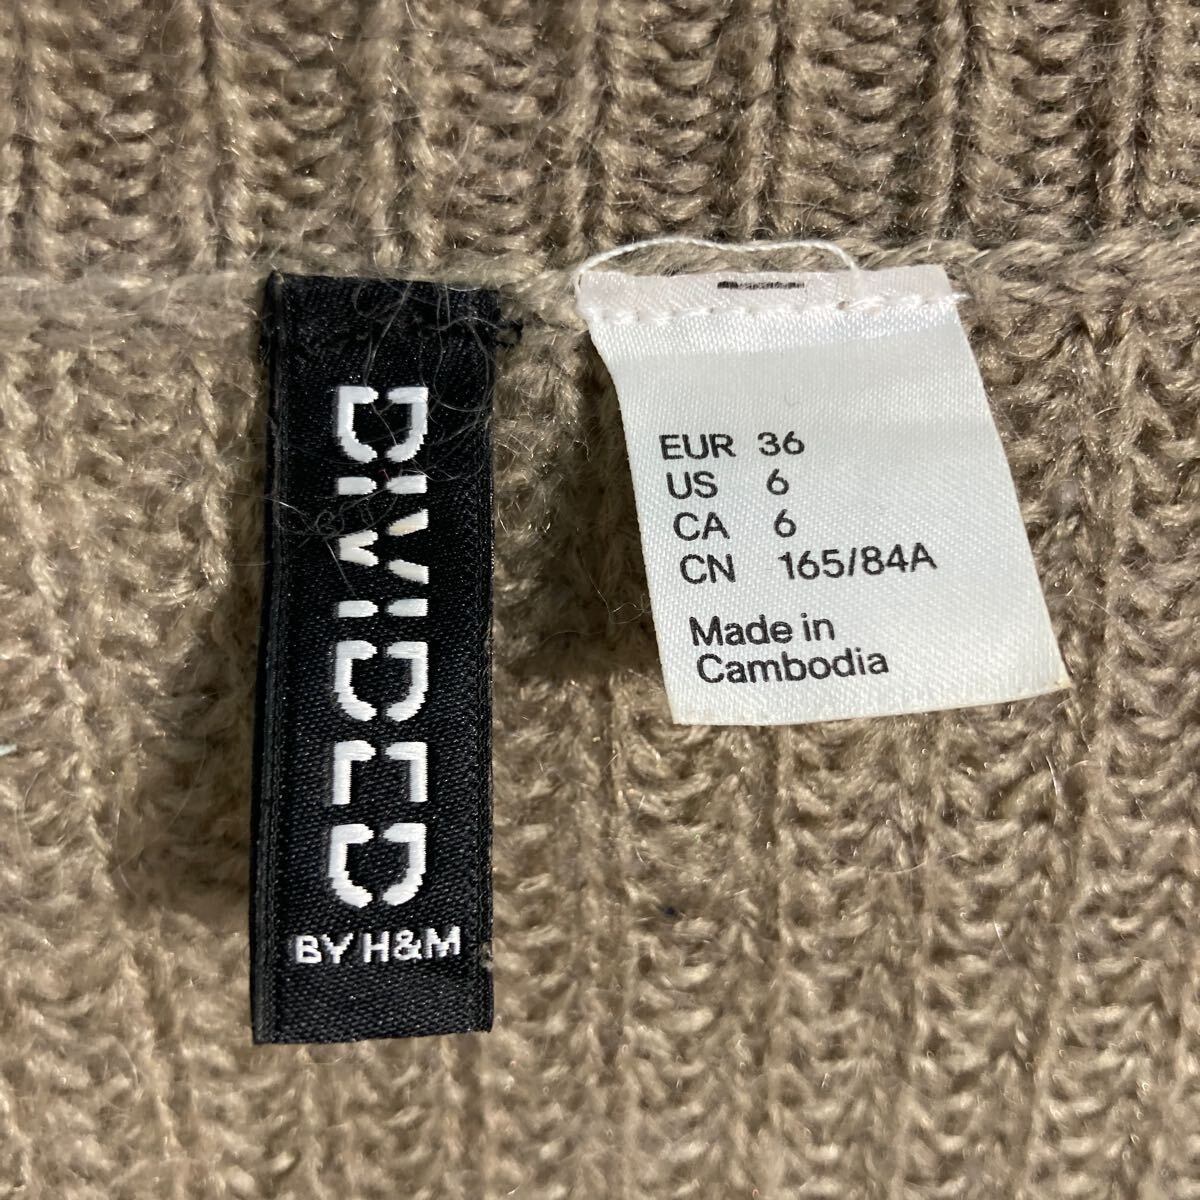 DIVIDED
BY H&M
EUR 36
US 6
CA 6
CN 165/84A
Made in
Cambodia